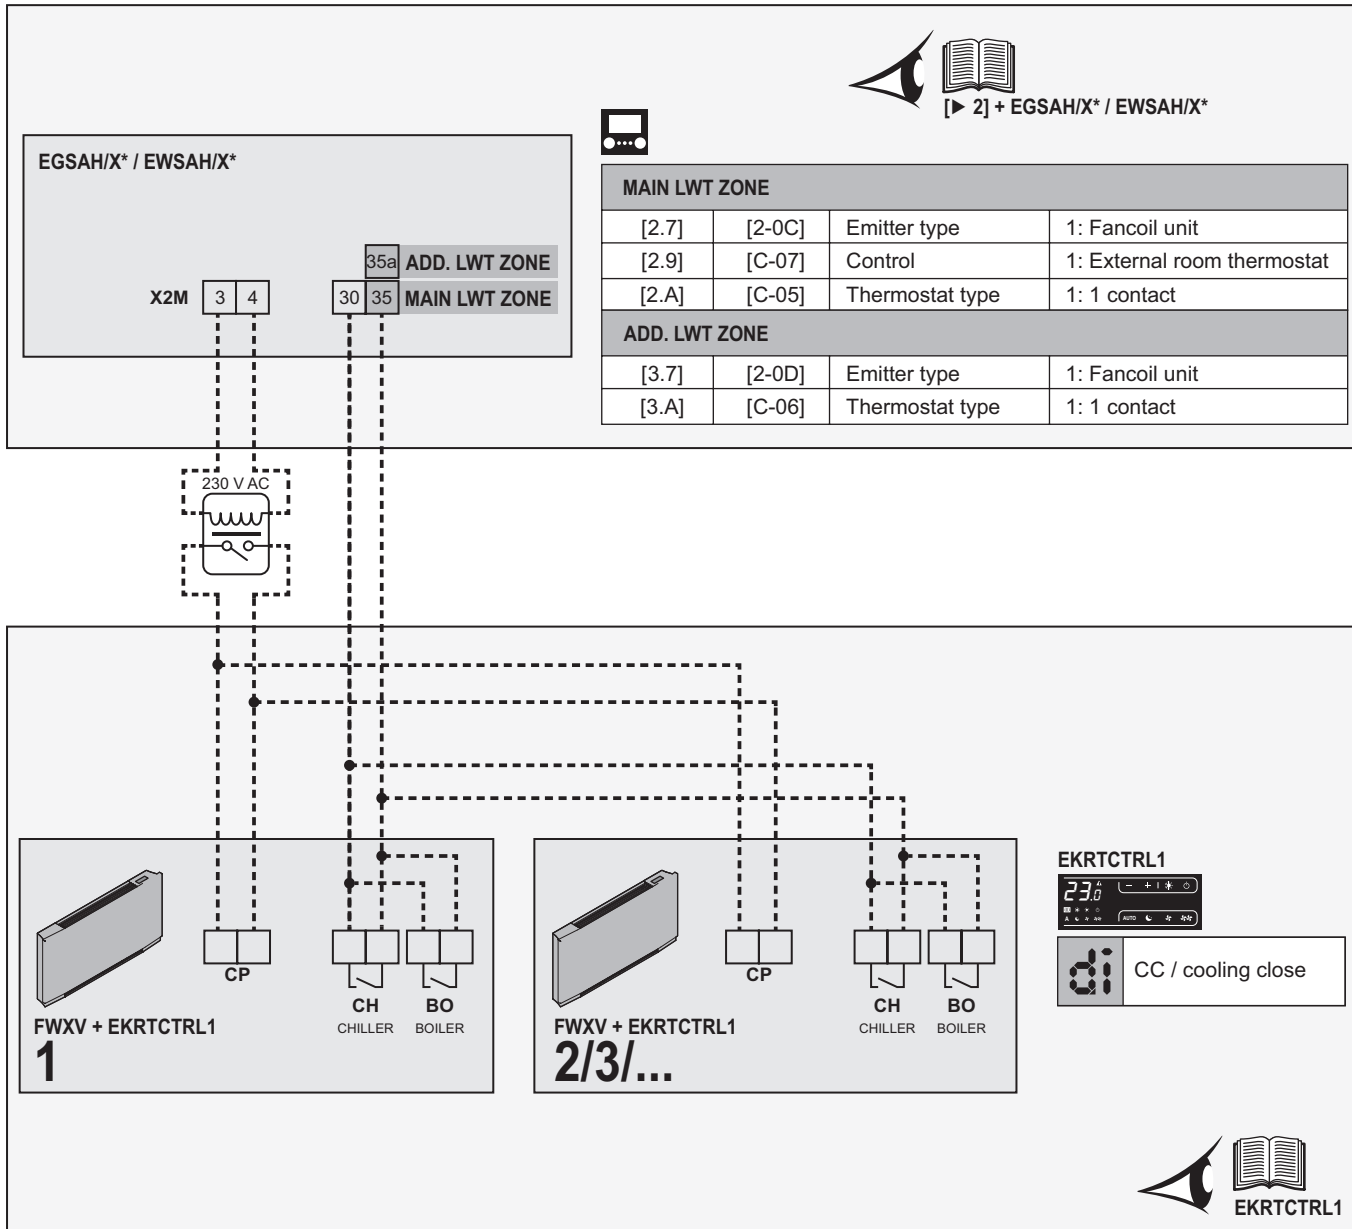 [▶ 2] + EGSAH/X* / EWSAH/X*
EGSAH/X* / EWSAH/X*
35a ADD. LWT ZONE
X2M 3 4 30 35 MAIN LWT ZONE
MAIN LWT ZONE
[2.7] [2-0C] Emitter type 1: Fancoil unit
[2.9] [C-07] Control 1: External room thermostat
[2.A] [C-05] Thermostat type 1: 1 contact
ADD. LWT ZONE
[3.7] [2-0D] Emitter type 1: Fancoil unit
[3.A] [C-06] Thermostat type 1: 1 contact
230 V AC
CP
CH
CHILLER
BO
BOILER
FWXV + EKRTCTRL1
1
CP
CH
CHILLER
BO
BOILER
FWXV + EKRTCTRL1
2/3/...
EKRTCTRL1
23.0
A
AUTO
di CC / cooling close
EKRTCTRL1